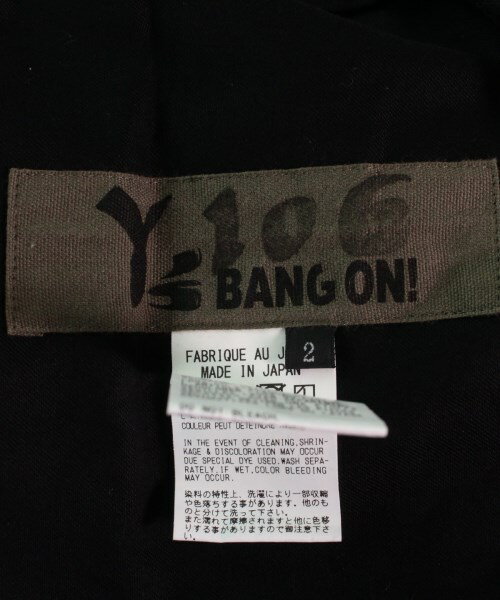 Y's 106
BANG ON!
2
FABRIQUE AU J
MADE IN JAPAN
COULEUR PEUT DETEINDRE
IN THE EVENT OF CLEANING,SHRIN-
KAGE & DISCOLORATION MAY OCCUR
DUE SPECIAL DYE USED.WASH SEPA-
RATELY.IF WET,COLOR BLEEDING
MAY OCCUR.
染料の特性上、洗濯により一部収縮
や色落ちする事があります。他のも
のと分けて洗って下さい。
また濡れて摩擦されますと他に色移
りする事がありますので御注意下さい